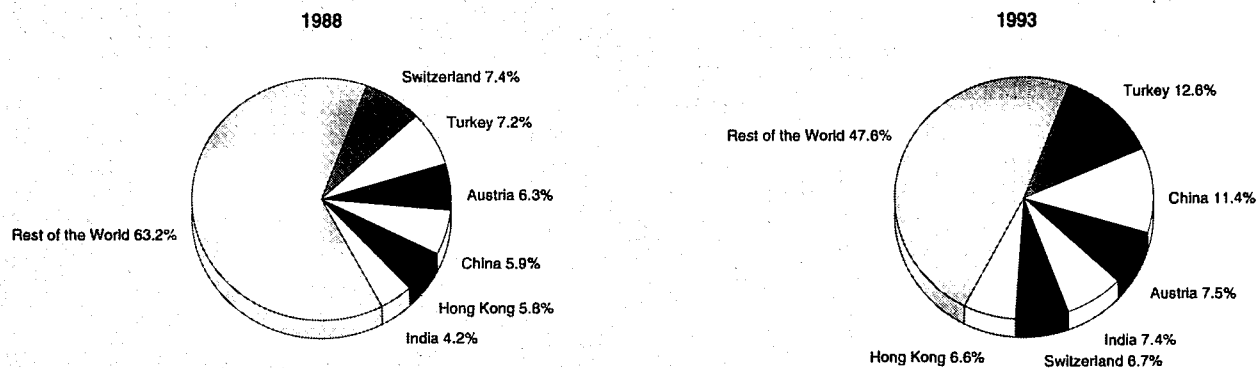 1988
Switzerland 7.4%
Turkey 7.2%
Austria 6.3%
China 5.9%
Hong Kong 5.8%
India 4.2%
Rest of the World 63.2%
1993
Turkey 12.6%
China 11.4%
Austria 7.5%
India 7.4%
Switzerland 6.7%
Hong Kong 6.6%
Rest of the World 47.6%